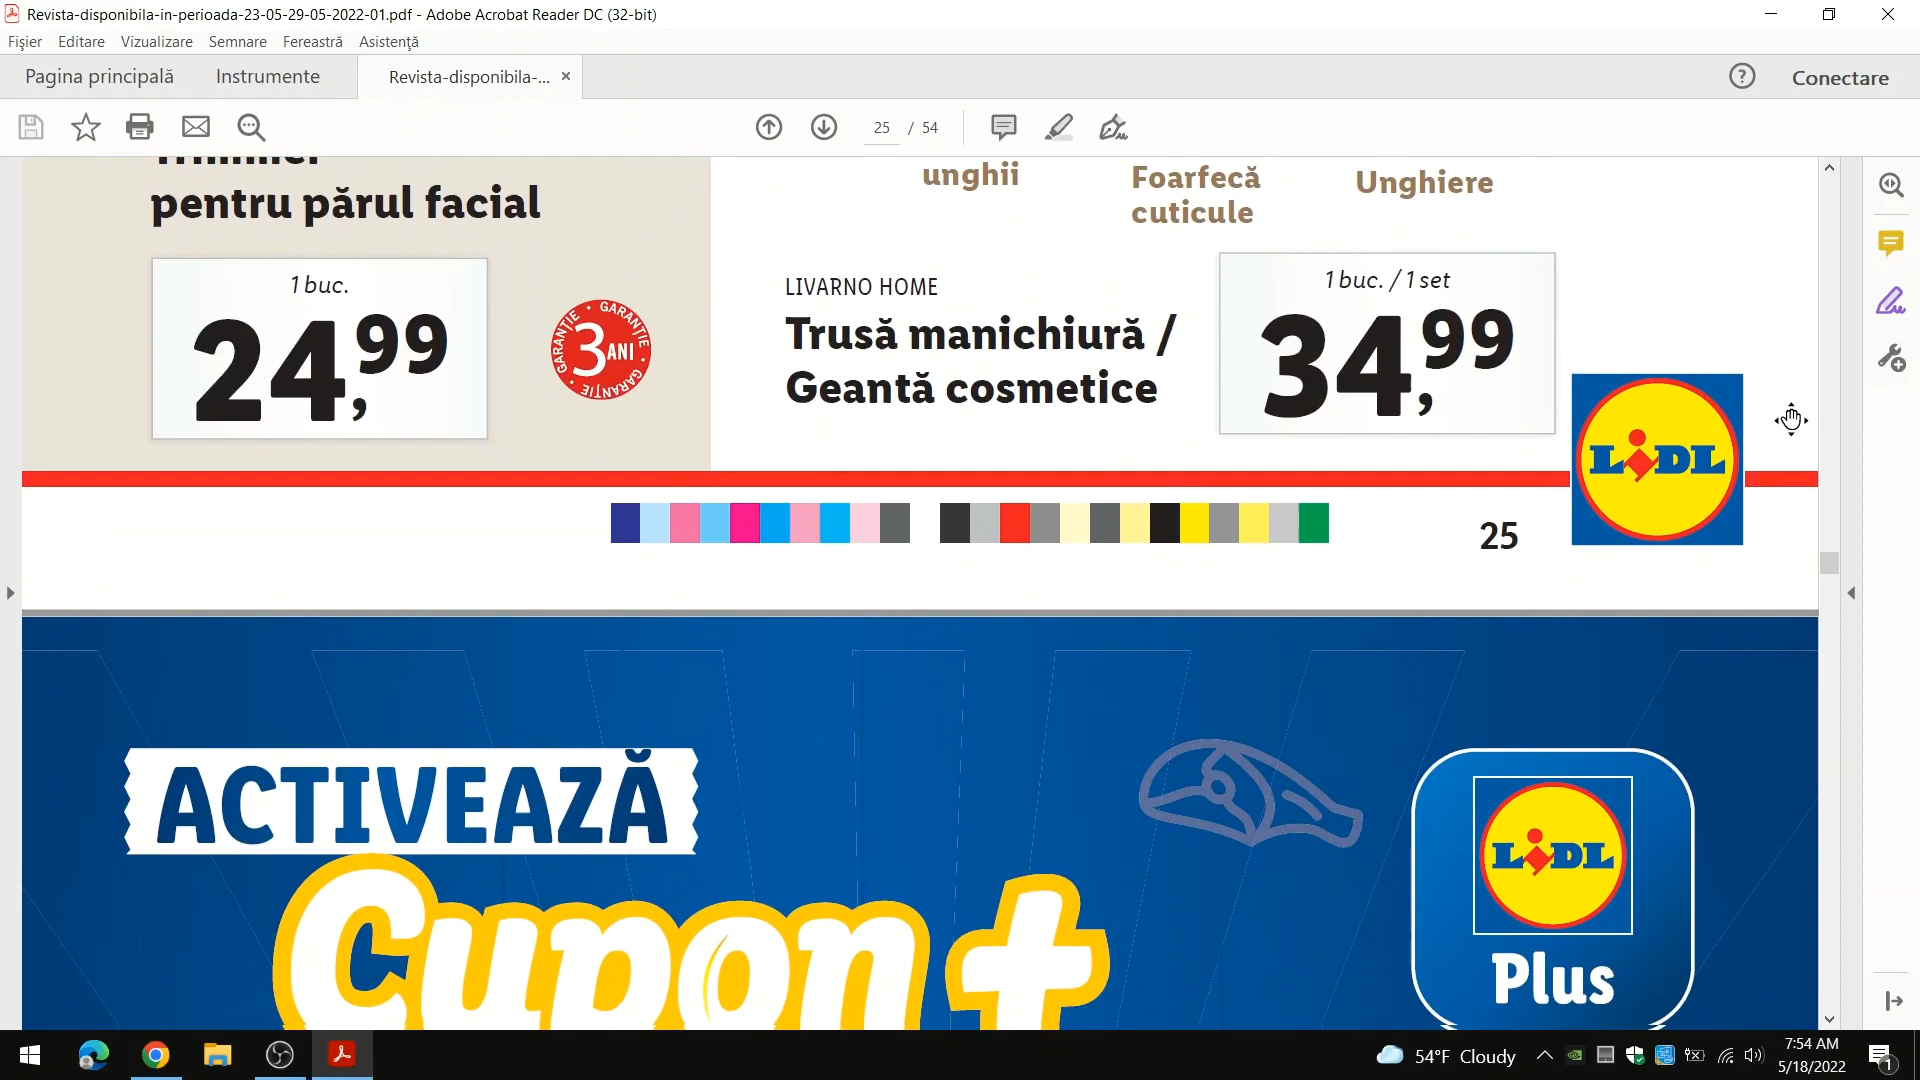 Revista-disponibila-in-perioada-23-05-29-05-2022-01.pdf - Adobe Acrobat Reader DC (32-bit)
Fișier Editare Vizualizare Semnare Fereastră Asistență
Pagina principală Instrumente Revista-disponibila-... × Conectare
25 / 54
pentru părul facial
unghii
Foarfecă
cuticule
Unghiere
1 buc.
24,99
GARANȚIE • GARANȚIE • GARANȚIE •
3 ANI
LIVARNO HOME
Trusă manichiură /
Geantă cosmetice
1 buc. / 1 set
34,99
LIDL
25
ACTIVEAZĂ
Cupon +
LIDL
Plus
54°F Cloudy
7:54 AM
5/18/2022
1